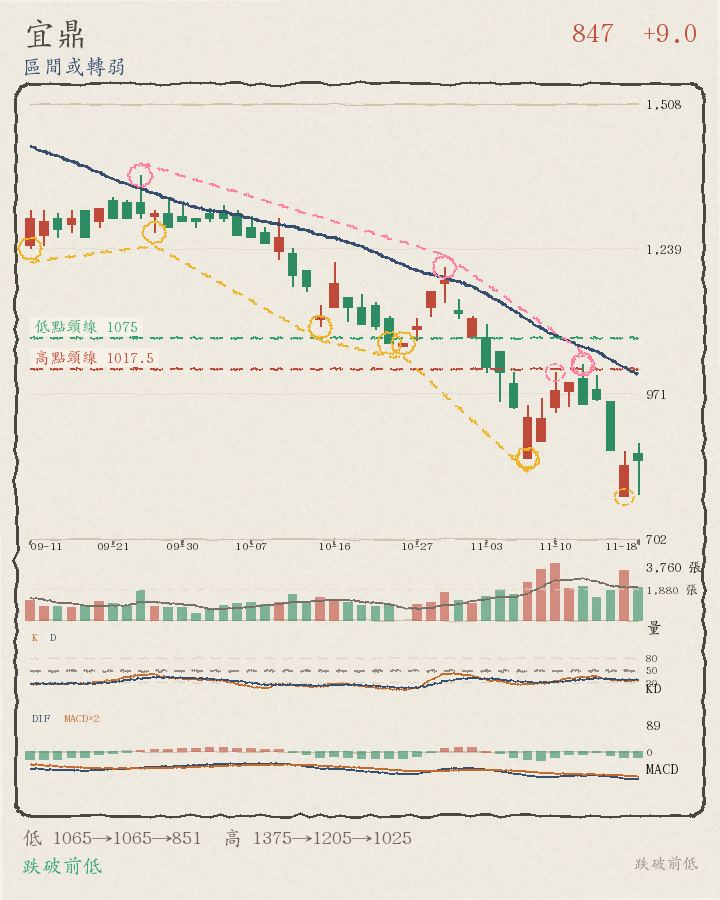 宜鼎 847 +9.0
區間或轉弱
1,508
1,239
低點頸線 1075
高點頸線 1017.5
971
702
09-11 09-21 09-30 10-07 10-16 10-27 11-03 11-10 11-18
3,760 張
1,880 張
量
K D
80
50
20
KD
DIF MACD×2
89
0
MACD
低 1065→1065→851 高 1375→1205→1025
跌破前低 跌破前低